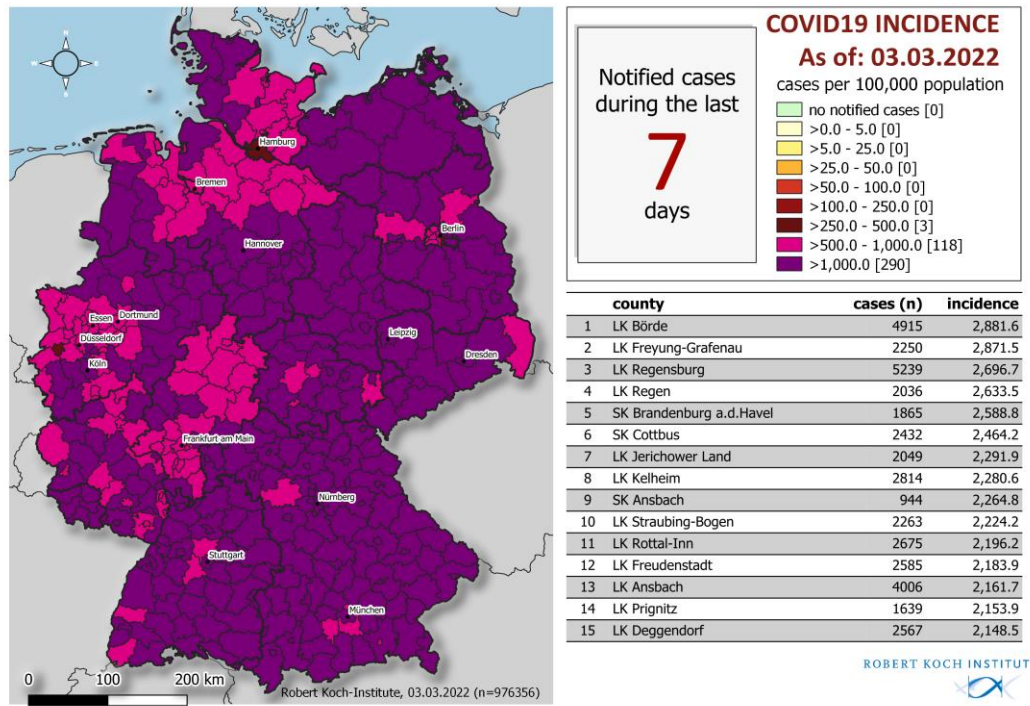 N
W
E
S
Hamburg
Bremen
Berlin
Hannover
Essen
Dortmund
Düsseldorf
Köln
Leipzig
Dresden
Frankfurt am Main
Nürnberg
Stuttgart
München
0 100 200 km
Robert Koch-Institute, 03.03.2022 (n=976356)
Notified cases
during the last
7
days
COVID19 INCIDENCE
As of: 03.03.2022
cases per 100,000 population
no notified cases [0]
>0.0 - 5.0 [0]
>5.0 - 25.0 [0]
>25.0 - 50.0 [0]
>50.0 - 100.0 [0]
>100.0 - 250.0 [0]
>250.0 - 500.0 [3]
>500.0 - 1,000.0 [118]
>1,000.0 [290]
county cases (n) incidence
1 LK Börde 4915 2,881.6
2 LK Freyung-Grafenau 2250 2,871.5
3 LK Regensburg 5239 2,696.7
4 LK Regen 2036 2,633.5
5 SK Brandenburg a.d.Havel 1865 2,588.8
6 SK Cottbus 2432 2,464.2
7 LK Jerichower Land 2049 2,291.9
8 LK Kelheim 2814 2,280.6
9 SK Ansbach 944 2,264.8
10 LK Straubing-Bogen 2263 2,224.2
11 LK Rottal-Inn 2675 2,196.2
12 LK Freudenstadt 2585 2,183.9
13 LK Ansbach 4006 2,161.7
14 LK Prignitz 1639 2,153.9
15 LK Deggendorf 2567 2,148.5
ROBERT KOCH INSTITUT